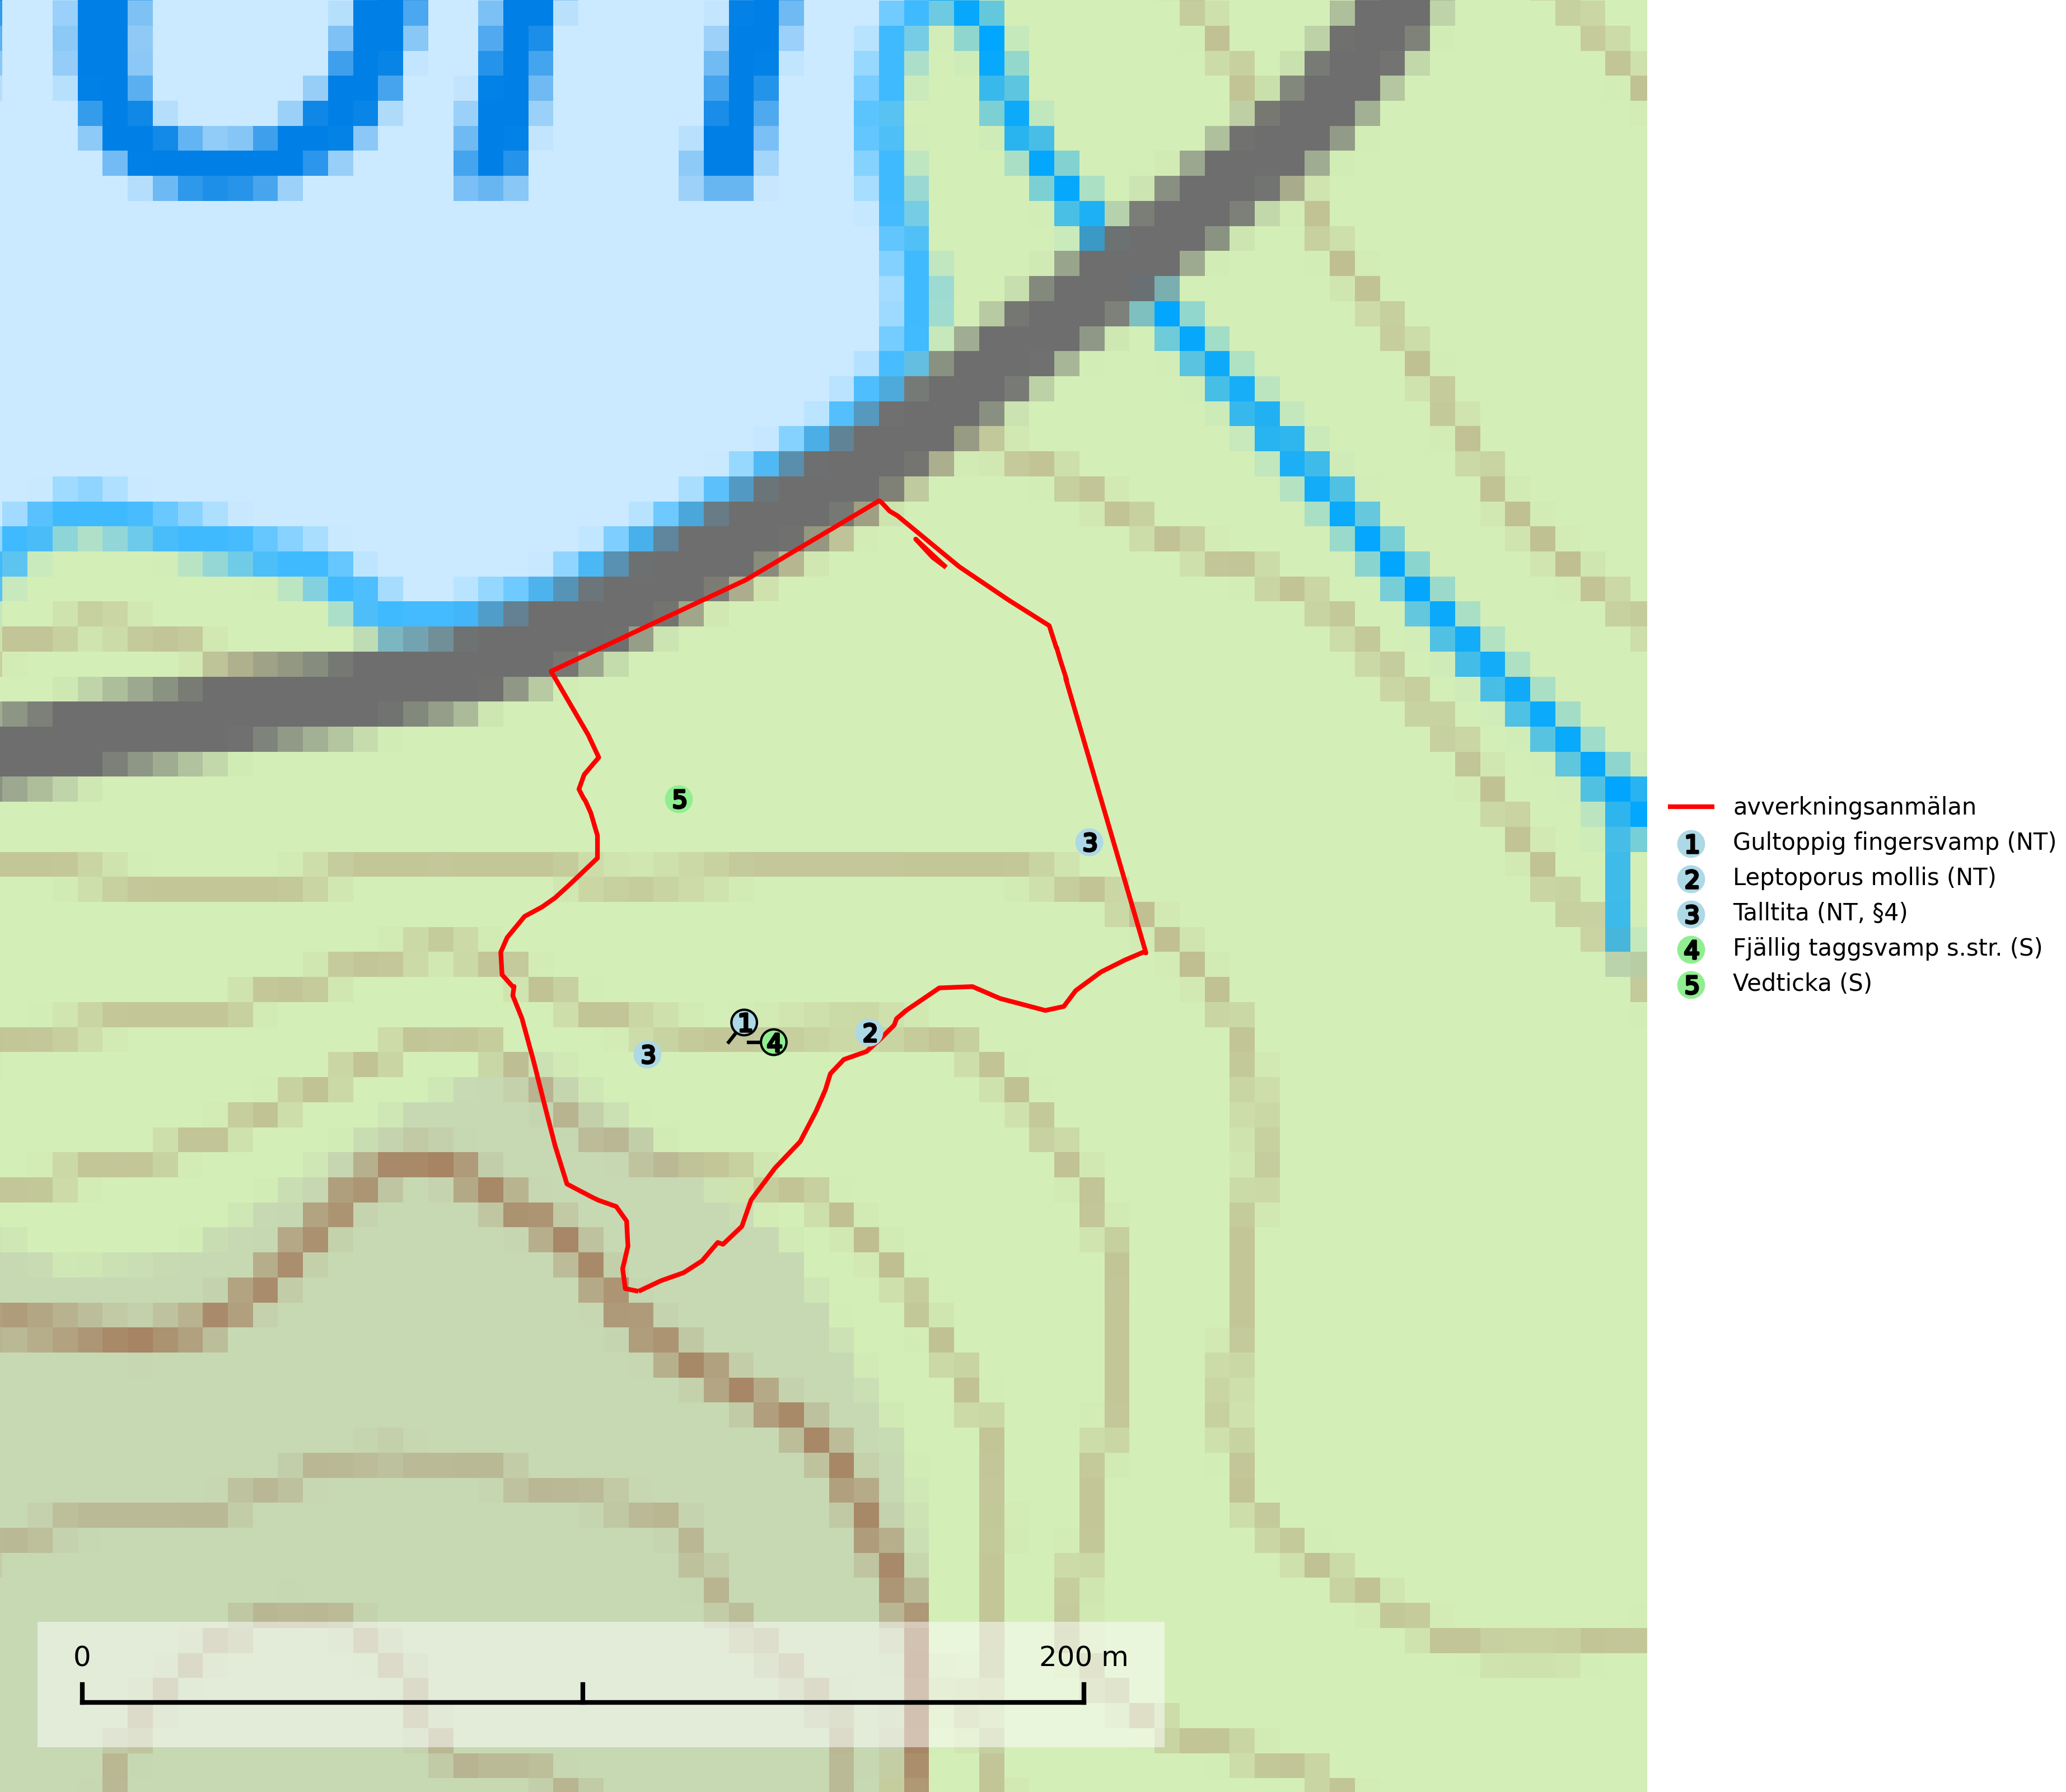 5
3
1
4
2
3
avverkningsanmälan
1 Gultoppig fingersvamp (NT)
2 Leptoporus mollis (NT)
3 Talltita (NT, §4)
4 Fjällig taggsvamp s.str. (S)
5 Vedticka (S)
0 200 m